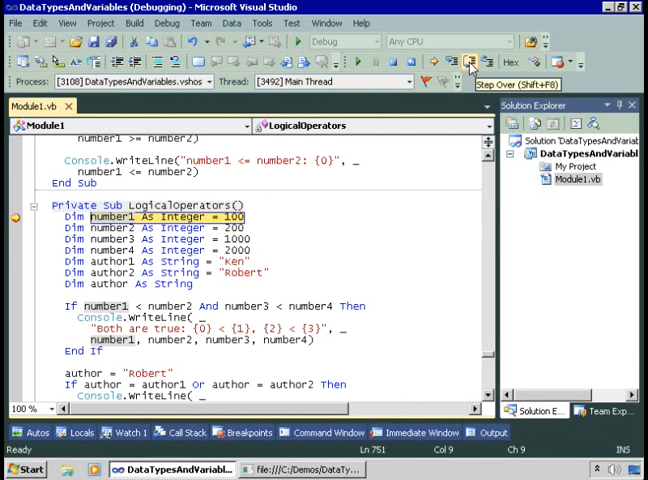 DataTypesAndVariables (Debugging) - Microsoft Visual Studio
File Edit View Project Build Debug Team Data Tools Test Window Help
Debug Any CPU
Hex
Process: [3108] DataTypesAndVariables.vshos Thread: [3492] Main Thread
Step Over (Shift+F8)
Module1.vb
Solution Explorer
Module1 LogicalOperators
number1 >= number2)
Console.WriteLine("number1 <= number2: {0}", _
number1 <= number2)
End Sub
Private Sub LogicalOperators()
Dim number1 As Integer = 100
Dim number2 As Integer = 200
Dim number3 As Integer = 1000
Dim number4 As Integer = 2000
Dim author1 As String = "Ken"
Dim author2 As String = "Robert"
Dim author As String
If number1 < number2 And number3 < number4 Then
Console.WriteLine( _
"Both are true: {0} < {1}, {2} < {3}", _
number1, number2, number3, number4)
End If
author = "Robert"
If author = author1 Or author = author2 Then
Console.WriteLine( _
Solution 'DataTypesAndVaria
DataTypesAndVariabl
My Project
Module1.vb
100 %
Solution E... Team Exp...
Autos Locals Watch 1 Call Stack Breakpoints Command Window Immediate Window Output
Ready Ln 751 Col 9 Ch 9 INS
Start DataTypesAndVariabl... file:///C:/Demos/DataTy...